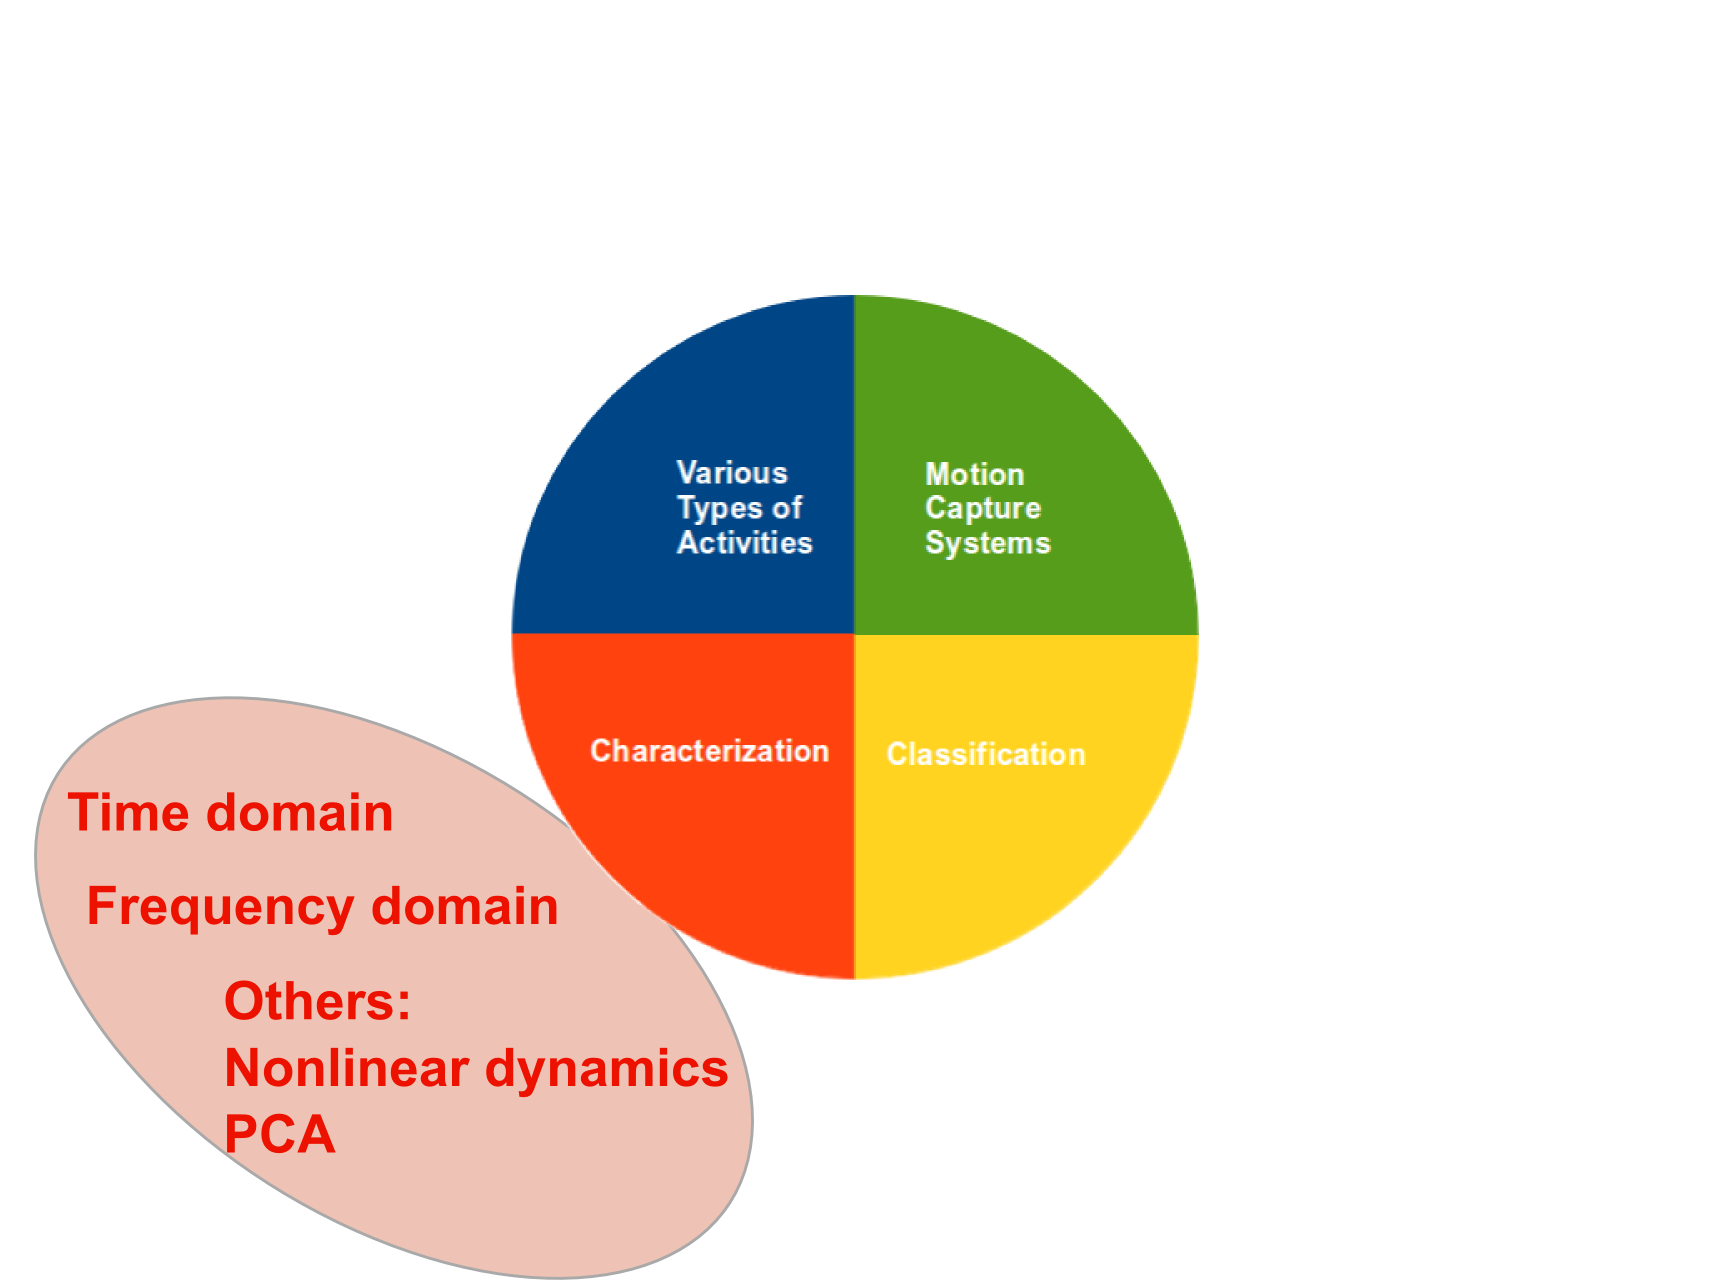 Various
Types of
Activities
Motion
Capture
Systems
Characterization
Classification
Time domain
Frequency domain
Others:
Nonlinear dynamics
PCA